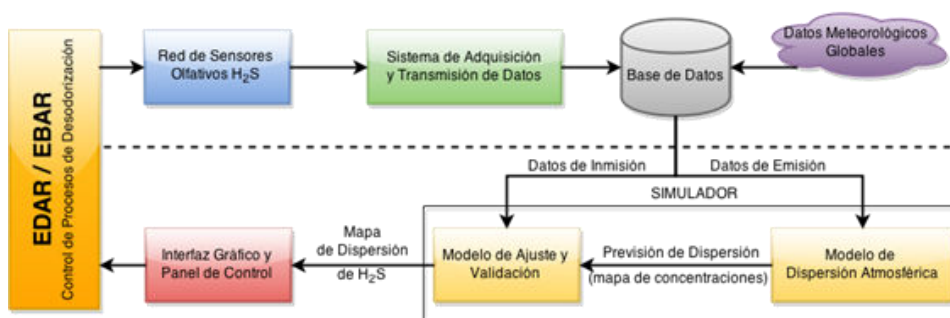 EDAR / EBAR
Control de Procesos de Desodorización
Red de Sensores
Olfativos H₂S
Sistema de Adquisición
y Transmisión de Datos
Base de Datos
Datos Meteorológicos
Globales
Datos de Inmisión
Datos de Emisión
SIMULADOR
Interfaz Gráfico y
Panel de Control
Mapa
de Dispersión
de H₂S
Modelo de Ajuste y
Validación
Previsión de Dispersión
(mapa de concentraciones)
Modelo de
Dispersión Atmosférica